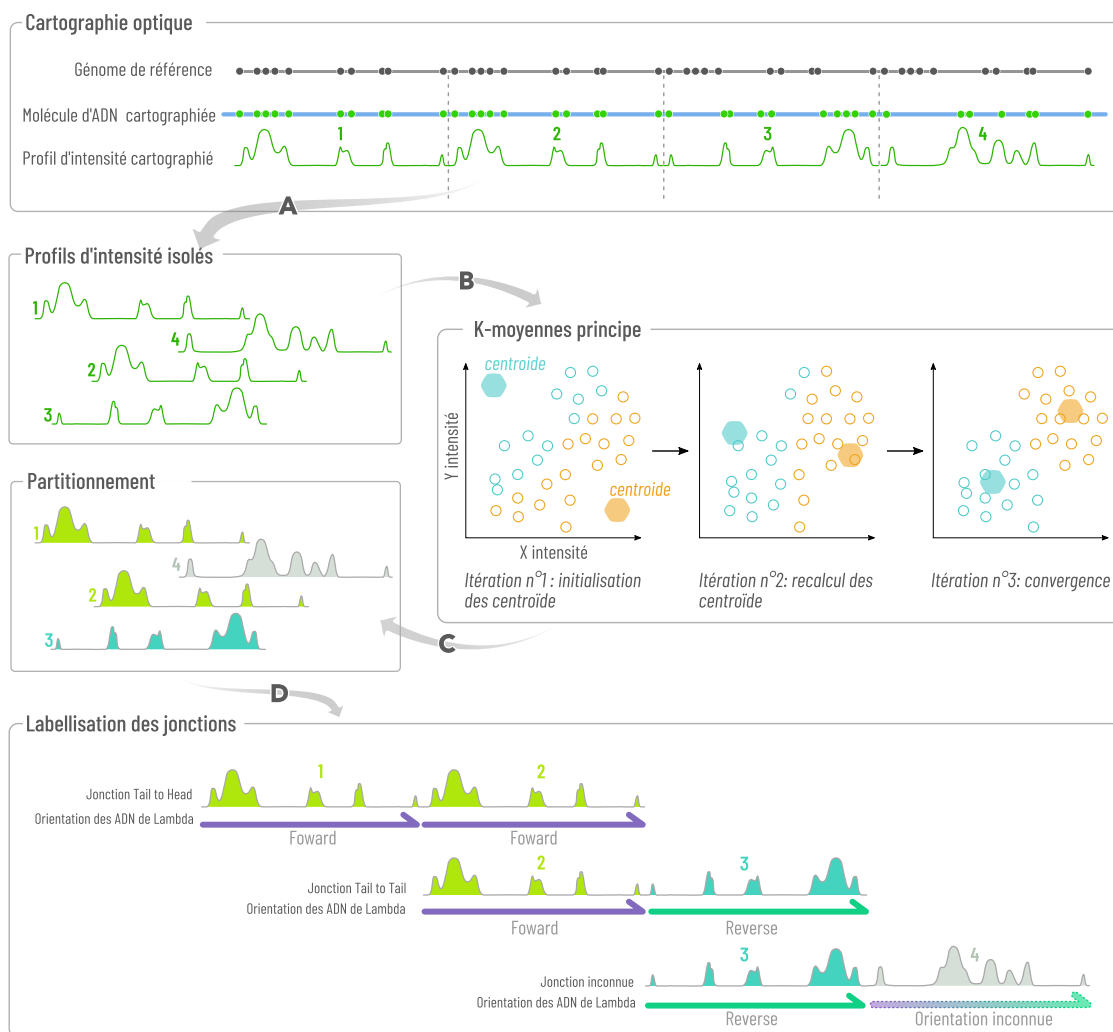 Cartographie optique
Génome de référence
Molécule d'ADN cartographiée
Profil d'intensité cartographié
1
2
3
4
A
Profils d'intensité isolés
1
4
2
3
B
K-moyennes principe
centroide
centroide
Y intensité
X intensité
Itération n°1 : initialisation
des centroïde
Itération n°2: recalcul des
centroïde
Itération n°3: convergence
C
Partitionnement
1
4
2
3
D
Labellisation des jonctions
1
2
Jonction Tail to Head
Orientation des ADN de Lambda
Foward
Foward
2
3
Jonction Tail to Tail
Orientation des ADN de Lambda
Foward
Reverse
3
4
Jonction inconnue
Orientation des ADN de Lambda
Reverse
Orientation inconnue